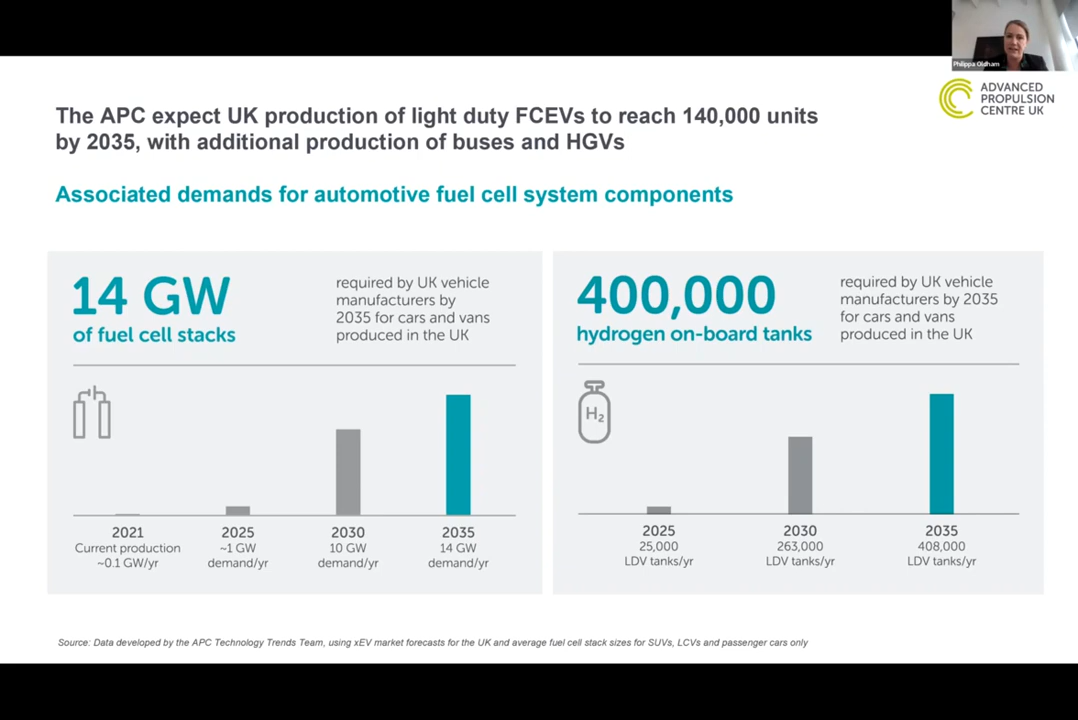 Philippa Oldham
ADVANCED
PROPULSION
CENTRE UK
The APC expect UK production of light duty FCEVs to reach 140,000 units
by 2035, with additional production of buses and HGVs
Associated demands for automotive fuel cell system components
14 GW
of fuel cell stacks
required by UK vehicle
manufacturers by
2035 for cars and vans
produced in the UK
2021
Current production
~0.1 GW/yr
2025
~1 GW
demand/yr
2030
10 GW
demand/yr
2035
14 GW
demand/yr
400,000
hydrogen on-board tanks
required by UK vehicle
manufacturers by 2035
for cars and vans
produced in the UK
H₂
2025
25,000
LDV tanks/yr
2030
263,000
LDV tanks/yr
2035
408,000
LDV tanks/yr
Source: Data developed by the APC Technology Trends Team, using xEV market forecasts for the UK and average fuel cell stack sizes for SUVs, LCVs and passenger cars only